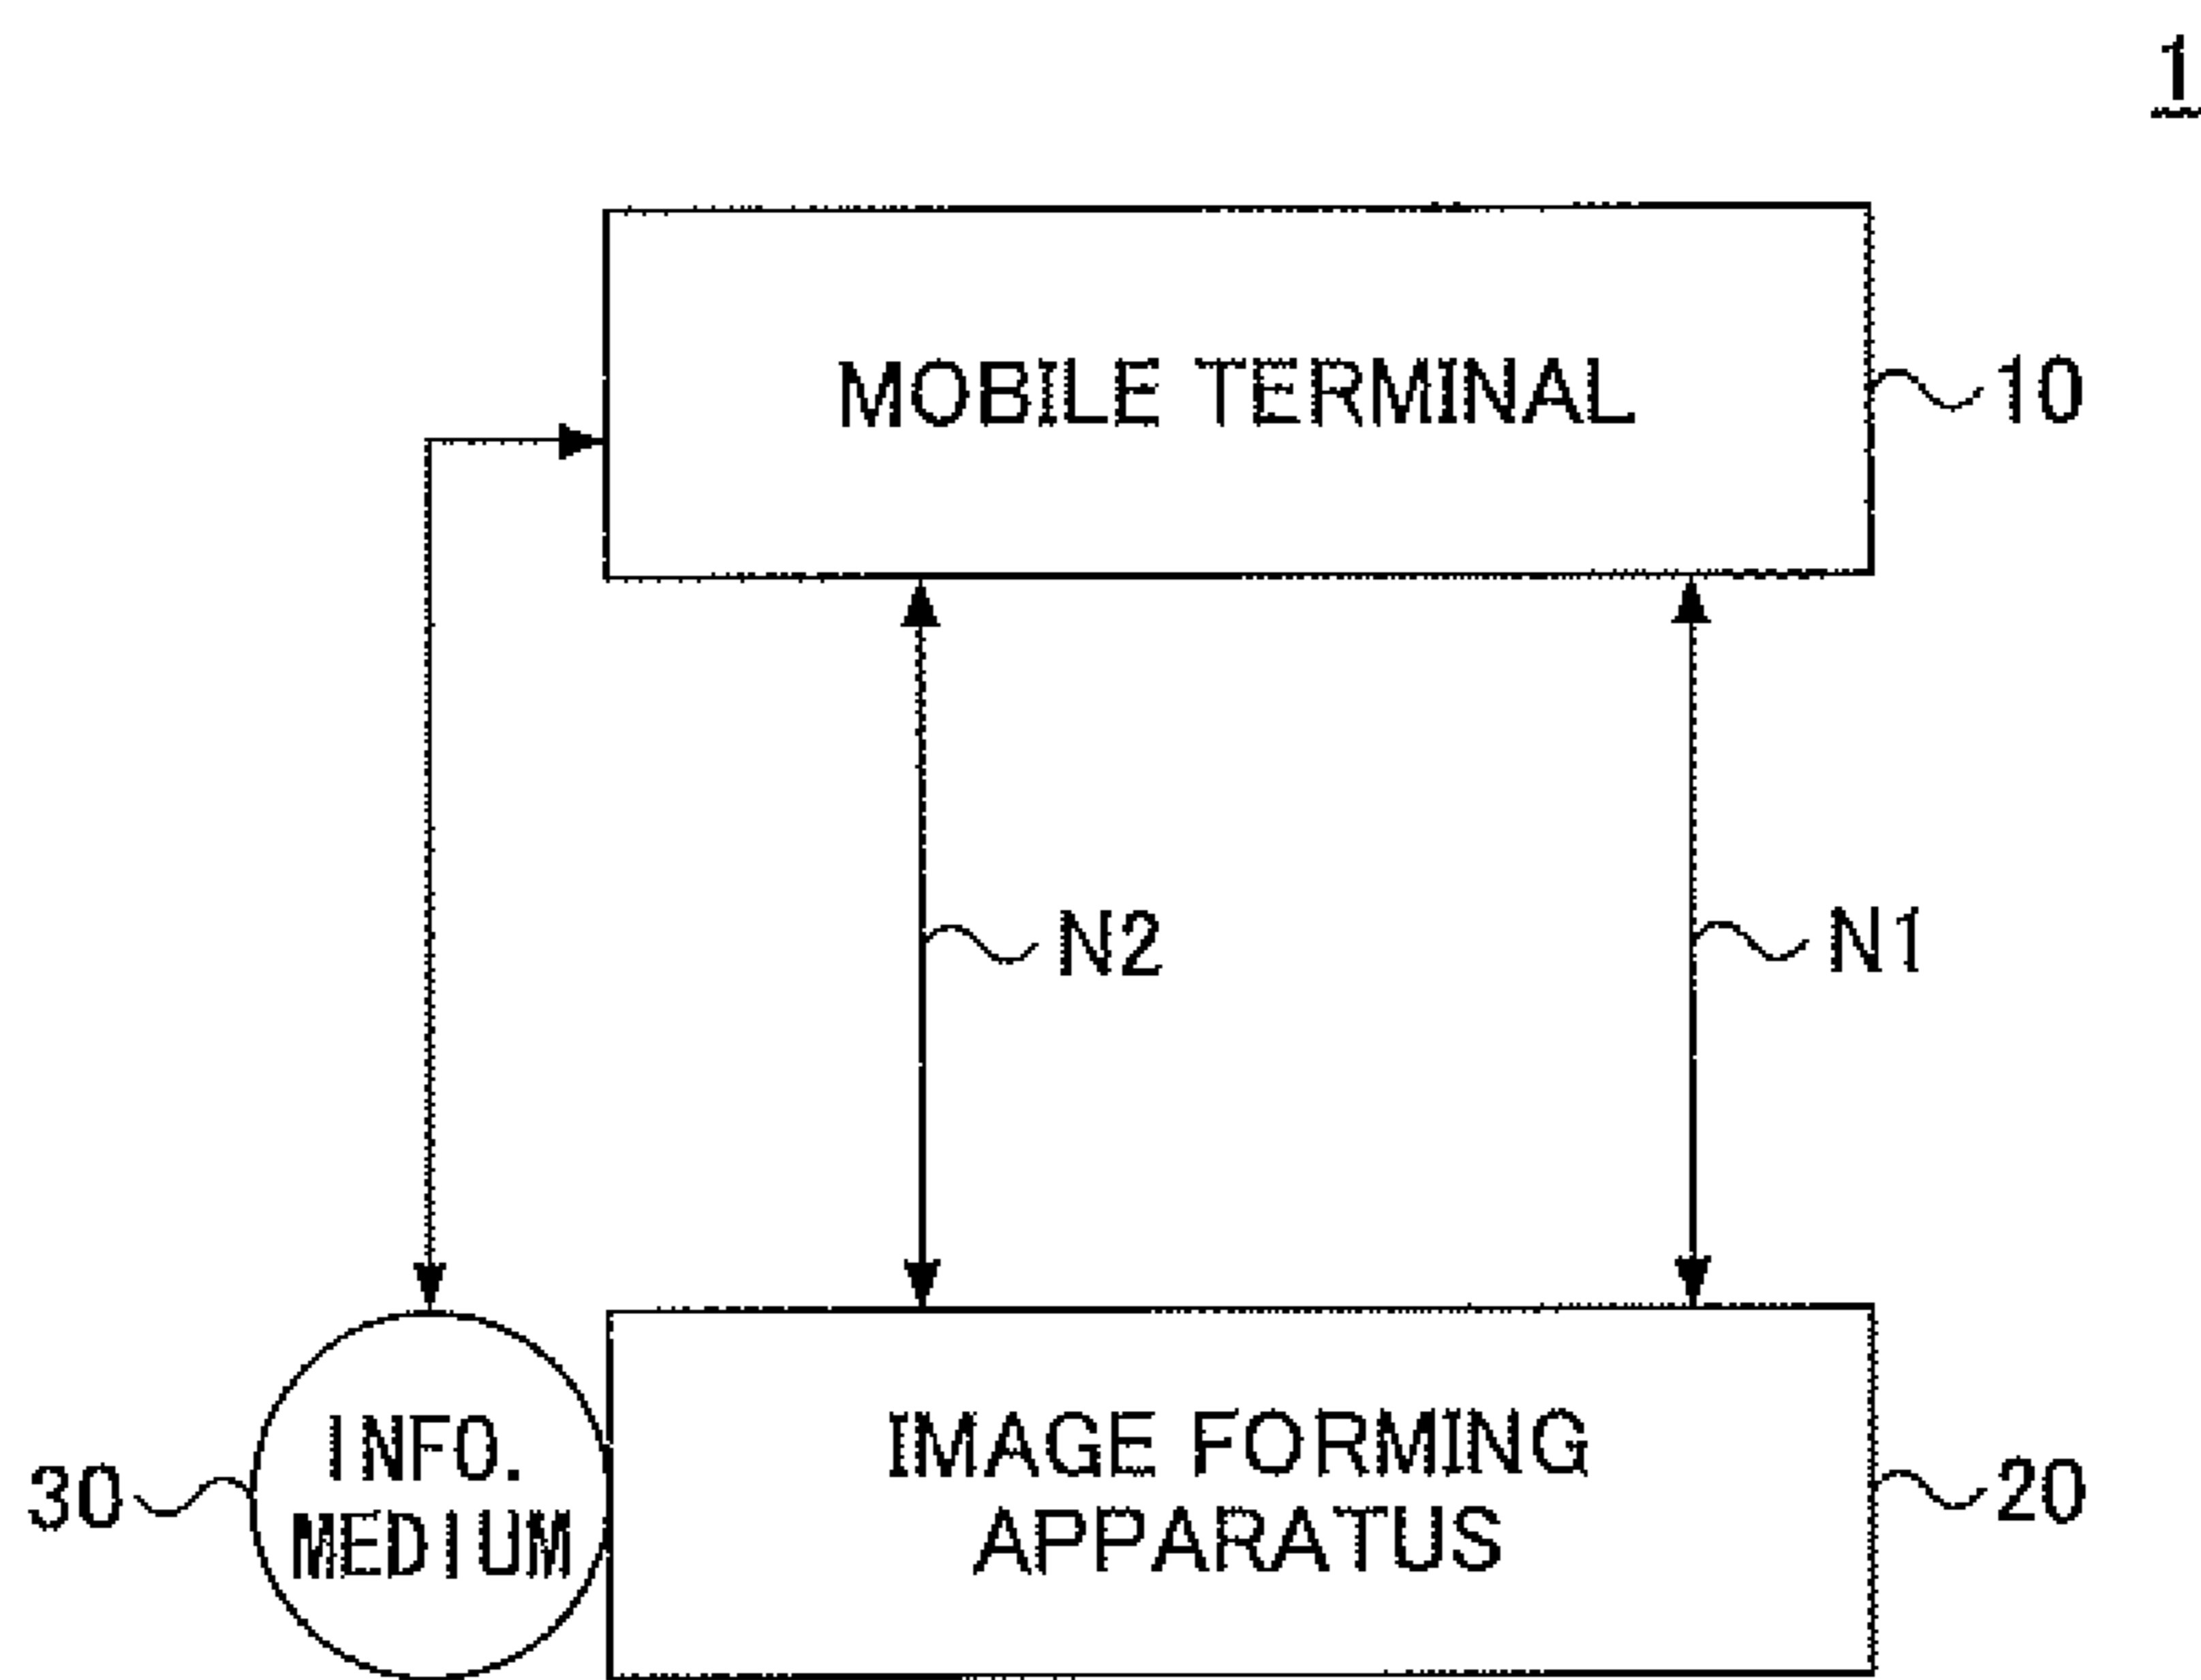 1
MOBILE TERMINAL
10
N2
N1
INFO.
MEDIUM
30
IMAGE FORMING
APPARATUS
20